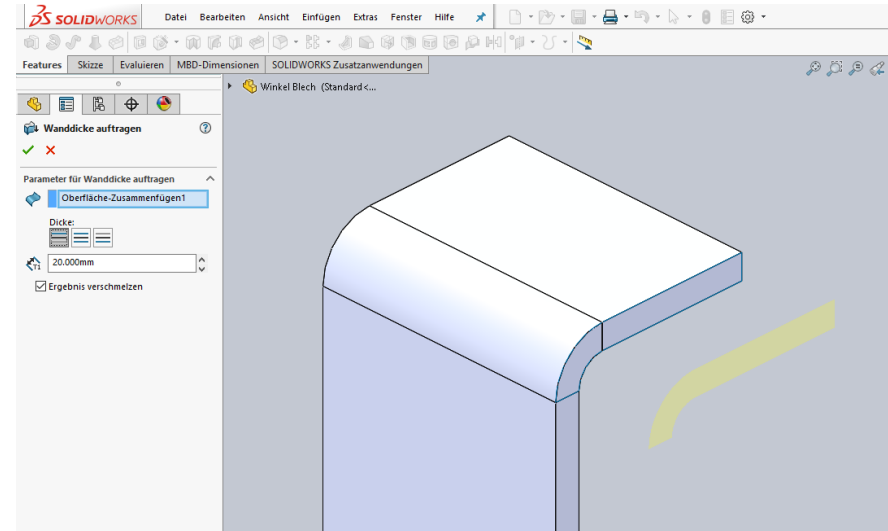 SOLIDWORKS Datei Bearbeiten Ansicht Einfügen Extras Fenster Hilfe
Features Skizze Evaluieren MBD-Dimensionen SOLIDWORKS Zusatzanwendungen
Winkel Blech (Standard<...
Wanddicke auftragen
Parameter für Wanddicke auftragen
Oberfläche-Zusammenfügen1
Dicke:
T1 20.000mm
Ergebnis verschmelzen